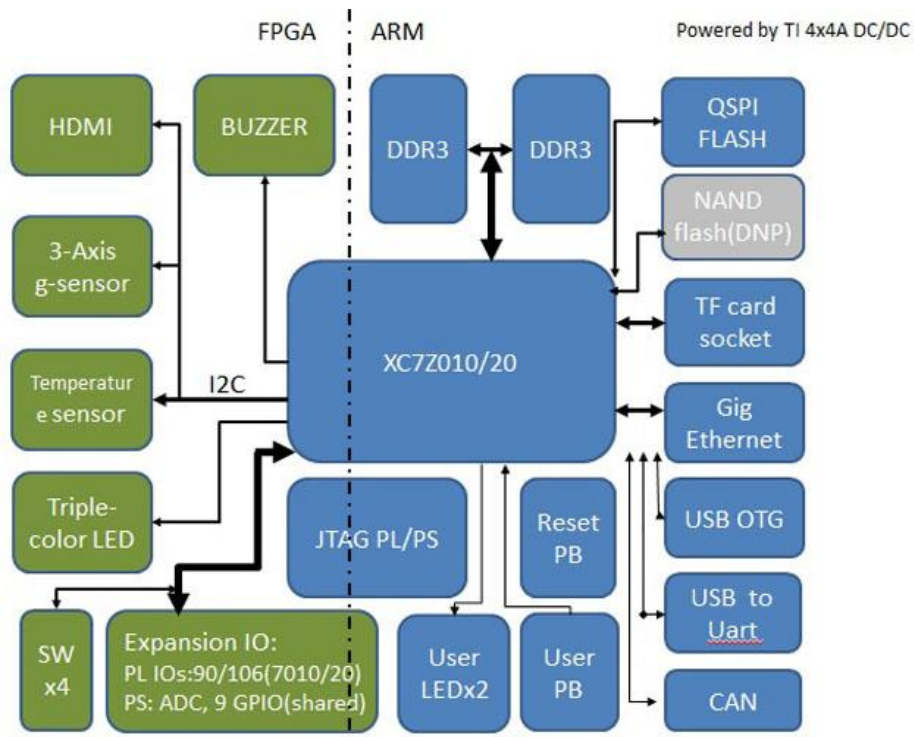 FPGA
ARM
Powered by TI 4x4A DC/DC
HDMI
BUZZER
DDR3
DDR3
QSPI
FLASH
NAND
flash(DNP)
3-Axis
g-sensor
XC7Z010/20
TF card
socket
Temperatur
e sensor
I2C
Gig
Ethernet
Triple-
color LED
JTAG PL/PS
Reset
PB
USB OTG
USB to
Uart
SW
x4
Expansion IO:
PL IOs:90/106(7010/20)
PS: ADC, 9 GPIO(shared)
User
LEDx2
User
PB
CAN